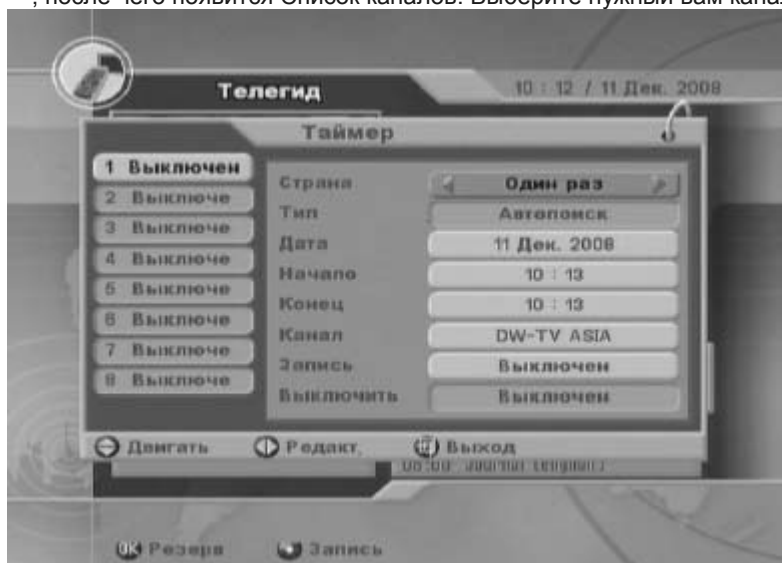 , после чего появится Список каналов. Выберите нужный вам кана
Телегид
10 : 12 / 11 Дек. 2008
Таймер
1 Выключен
2 Выключе
3 Выключе
4 Выключе
5 Выключе
6 Выключе
7 Выключе
8 Выключе
Страна
Один раз
Тип
Автопоиск
Дата
11 Дек. 2008
Начало
10 : 13
Конец
10 : 13
Канал
DW-TV ASIA
Запись
Выключен
Выключить
Выключен
Двигать
Редакт.
Выход
OK Резерв
Запись